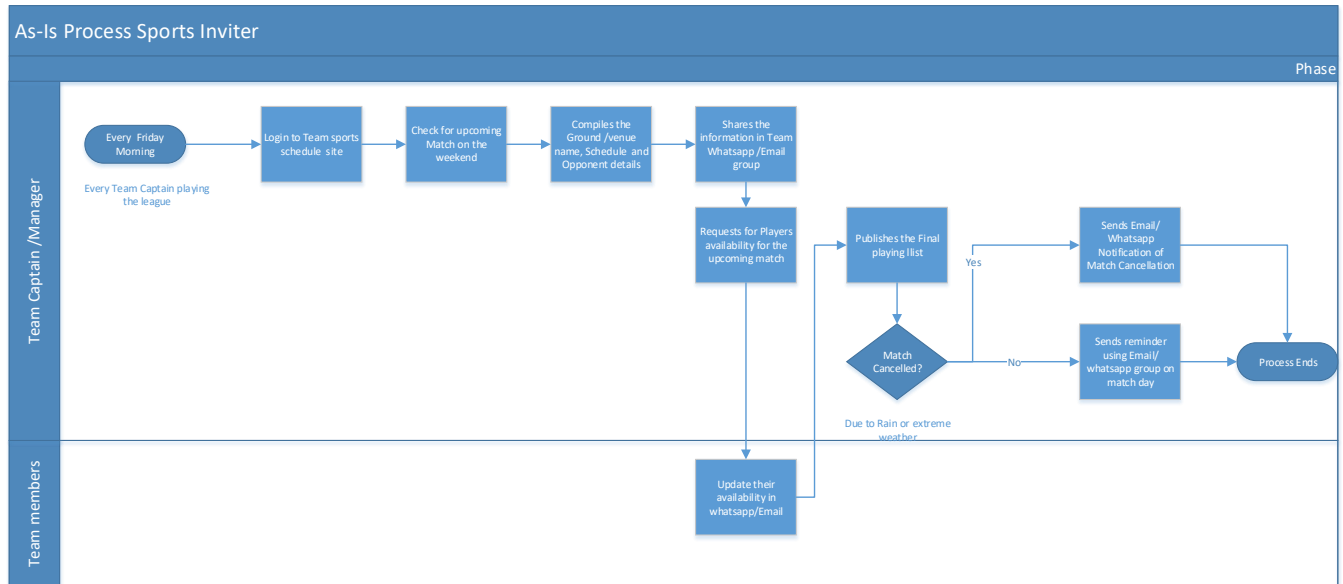 As-Is Process Sports Inviter
Phase
Team Captain /Manager
Every Friday
Morning
Every Team Captain playing
the league
Login to Team sports
schedule site
Check for upcoming
Match on the
weekend
Compiles the
Ground /venue
name, Schedule and
Opponent details
Shares the
information in Team
Whatsapp /Email
group
Requests for Players
availability for the
upcoming match
Publishes the Final
playing llist
Match
Cancelled?
Due to Rain or extreme
weather
Yes
No
Sends Email/
Whatsapp
Notification of
Match Cancellation
Sends reminder
using Email/
whatsapp group on
match day
Process Ends
Team members
Update their
availability in
whatsapp/Email